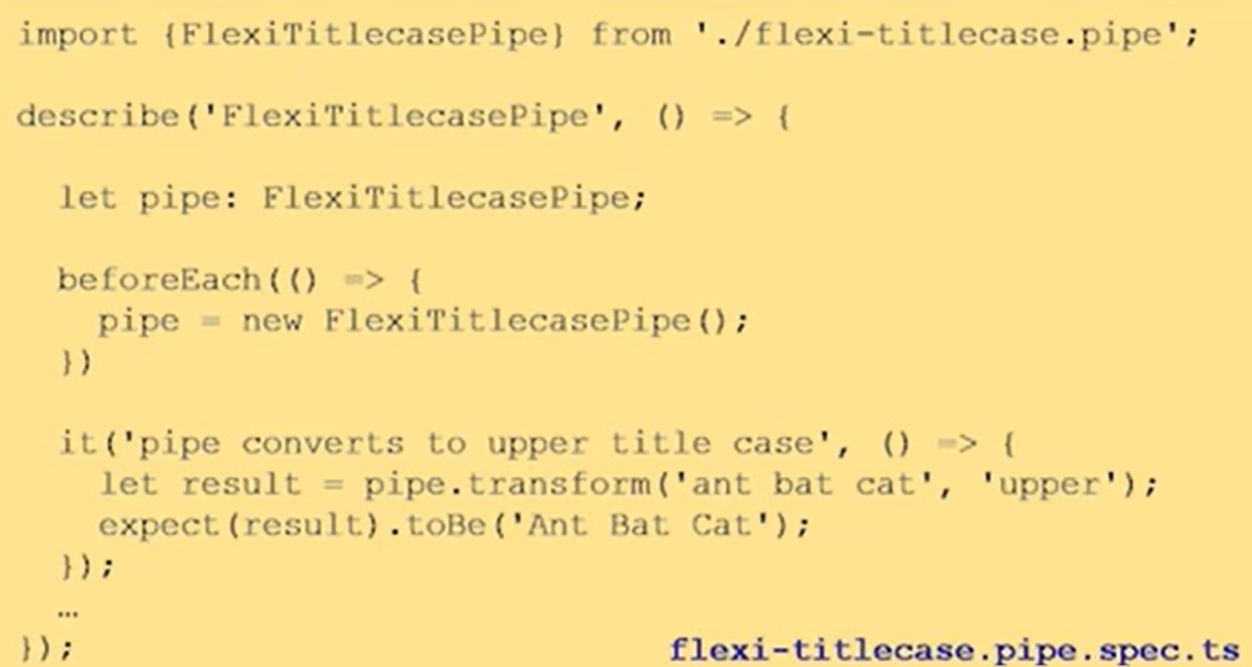 import {FlexiTitlecasePipe} from './flexi-titlecase.pipe';
describe('FlexiTitlecasePipe', () => {
let pipe: FlexiTitlecasePipe;
beforeEach(() => {
pipe = new FlexiTitlecasePipe();
})
it('pipe converts to upper title case', () => {
let result = pipe.transform('ant bat cat', 'upper');
expect(result).toBe('Ant Bat Cat');
});
…
});
flexi-titlecase.pipe.spec.ts